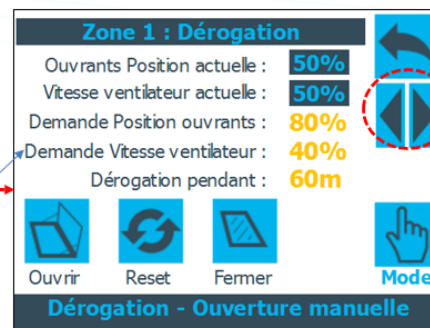 Zone 1 : Dérogation
Ouvrants Position actuelle : 50%
Vitesse ventilateur actuelle : 50%
Demande Position ouvrants : 80%
Demande Vitesse ventilateur : 40%
Dérogation pendant : 60m
Ouvrir Reset Fermer Mode
Dérogation - Ouverture manuelle